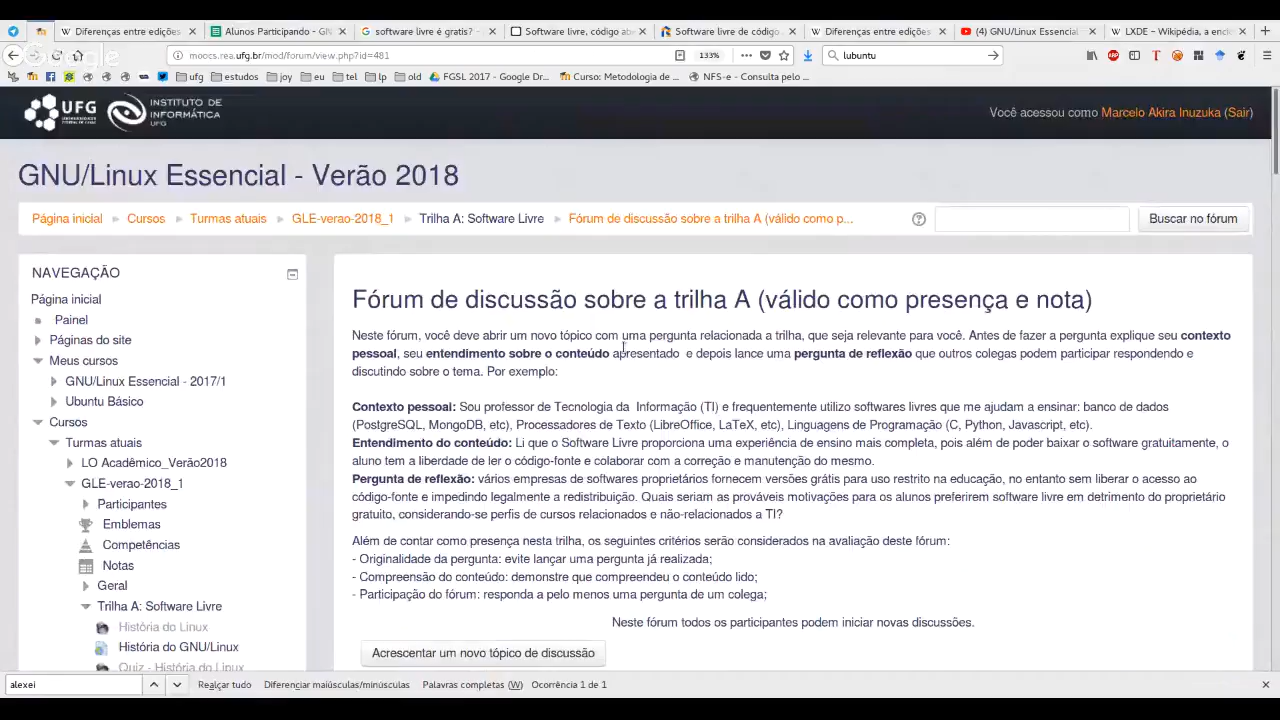 Diferenças entre edições
Alunos Participando - GN
software livre é gratis? -
Software livre, código ab
Software livre de código
Diferenças entre edições
(4) GNU/Linux Essencial
LXDE – Wikipédia, a encic
moocs.rea.ufg.br/mod/forum/view.php?id=481
133%
lubuntu
Google
ufg estudos joj eu tel lp old FGSL 2017 - Google Dr... Curso: Metodologia de ... NFS-e - Consulta pelo ...
UFG
INSTITUTO DE
INFORMÁTICA
UFG
Você acessou como Marcelo Akira Inuzuka (Sair)
GNU/Linux Essencial - Verão 2018
Página inicial Cursos Turmas atuais GLE-verao-2018_1 Trilha A: Software Livre Fórum de discussão sobre a trilha A (válido como p...
Buscar no fórum
NAVEGAÇÃO
Página inicial
Painel
Páginas do site
Meus cursos
GNU/Linux Essencial - 2017/1
Ubuntu Básico
Cursos
Turmas atuais
LO Acadêmico_Verão2018
GLE-verao-2018_1
Participantes
Emblemas
Competências
Notas
Geral
Trilha A: Software Livre
História do Linux
História do GNU/Linux
Quiz - História do Linux
Fórum de discussão sobre a trilha A (válido como presença e nota)
Neste fórum, você deve abrir um novo tópico com uma pergunta relacionada a trilha, que seja relevante para você. Antes de fazer a pergunta explique seu contexto
pessoal, seu entendimento sobre o conteúdo apresentado e depois lance uma pergunta de reflexão que outros colegas podem participar respondendo e
discutindo sobre o tema. Por exemplo:
Contexto pessoal: Sou professor de Tecnologia da Informação (TI) e frequentemente utilizo softwares livres que me ajudam a ensinar: banco de dados
(PostgreSQL, MongoDB, etc), Processadores de Texto (LibreOffice, LaTeX, etc), Linguagens de Programação (C, Python, Javascript, etc).
Entendimento do conteúdo: Li que o Software Livre proporciona uma experiência de ensino mais completa, pois além de poder baixar o software gratuitamente, o
aluno tem a liberdade de ler o código-fonte e colaborar com a correção e manutenção do mesmo.
Pergunta de reflexão: vários empresas de softwares proprietários fornecem versões grátis para uso restrito na educação, no entanto sem liberar o acesso ao
código-fonte e impedindo legalmente a redistribuição. Quais seriam as prováveis motivações para os alunos preferirem software livre em detrimento do proprietário
gratuito, considerando-se perfis de cursos relacionados e não-relacionados a TI?
Além de contar como presença nesta trilha, os seguintes critérios serão considerados na avaliação deste fórum:
- Originalidade da pergunta: evite lançar uma pergunta já realizada;
- Compreensão do conteúdo: demonstre que compreendeu o conteúdo lido;
- Participação do fórum: responda a pelo menos uma pergunta de um colega;
Neste fórum todos os participantes podem iniciar novas discussões.
Acrescentar um novo tópico de discussão
alexei
Realçar tudo Diferenciar maiúsculas/minúsculas Palavras completas (W) Ocorrência 1 de 1